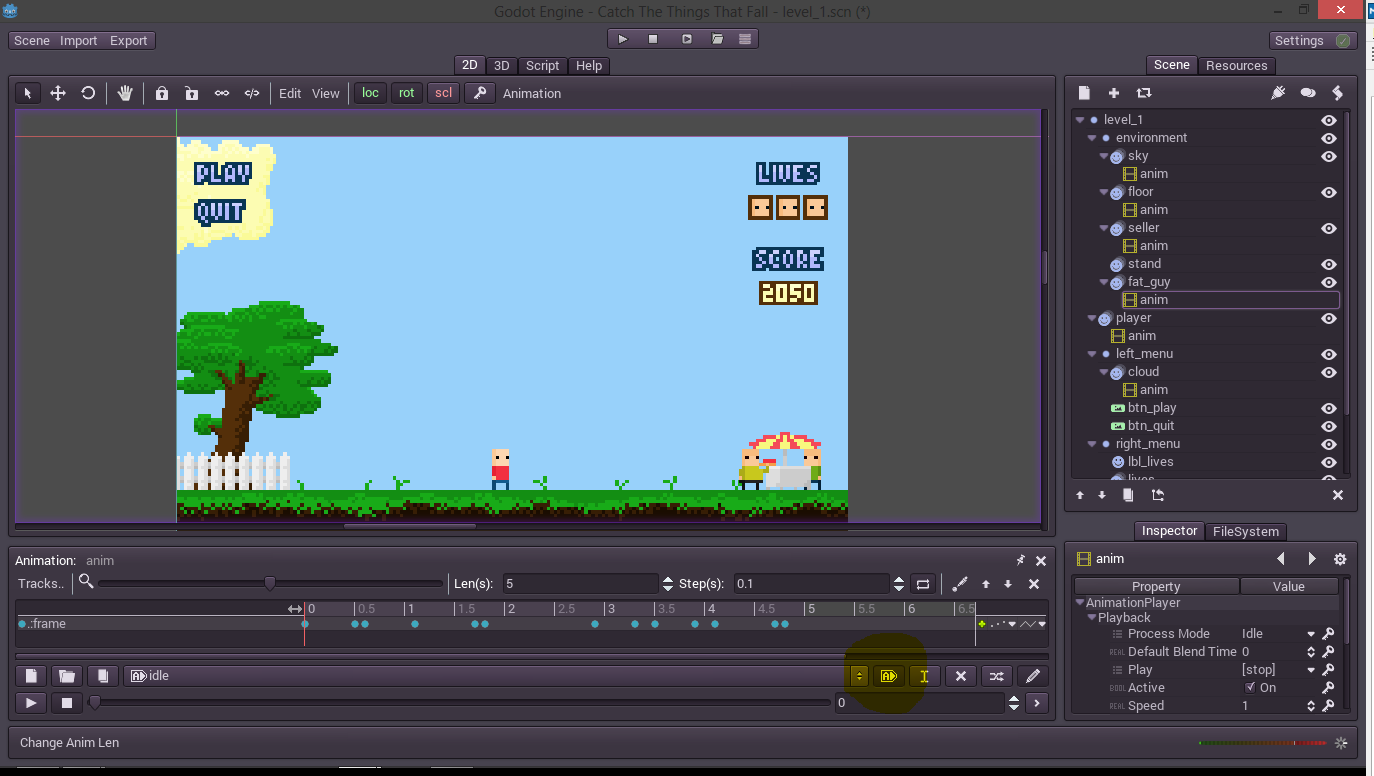 Godot Engine - Catch The Things That Fall - level_1.scn (*)
Scene Import Export
Settings
2D 3D Script Help
Scene Resources
Edit View loc rot scl Animation
PLAY
QUIT
LIVES
SCORE
2050
level_1
environment
sky
anim
floor
anim
seller
anim
stand
fat_guy
anim
player
anim
left_menu
cloud
anim
btn_play
btn_quit
right_menu
lbl_lives
lives
Inspector FileSystem
anim
Property Value
AnimationPlayer
Playback
Process Mode Idle
REAL Default Blend Time 0
Play [stop]
BOOL Active On
REAL Speed 1
Animation: anim
Tracks.. Len(s): 5 Step(s): 0.1
0 0.5 1 1.5 2 2.5 3 3.5 4 4.5 5 5.5 6 6.5
.:frame
idle
0
Change Anim Len